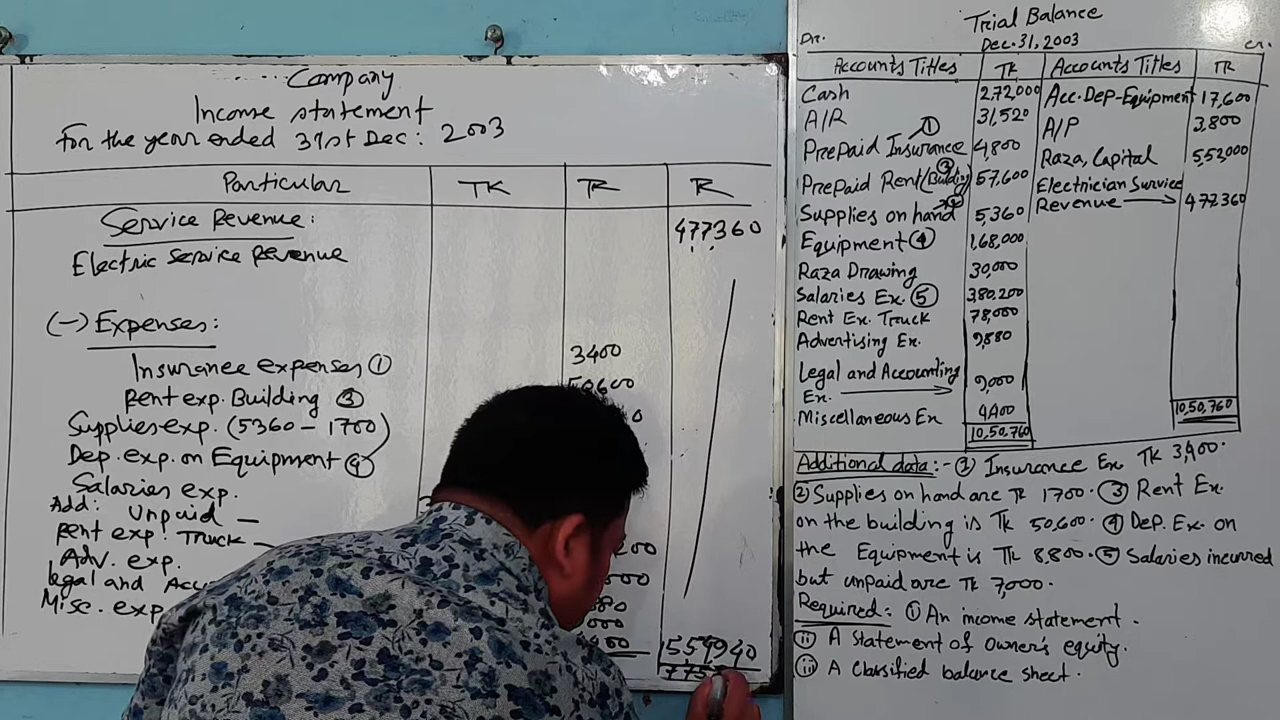 Company
Income statement
For the year ended 31st Dec: 2003
Particular TK TK R
Service Revenue: 477360
Electric Service Revenue
(-) Expenses:
Insurance expenses ① 3400
Rent exp. Building ③ 50600
Supplies exp. (5360 - 1700)
Dep. exp. on Equipment ④
Salaries exp.
Add: Unpaid —
Rent exp: Truck —
Adv. exp.
Legal and
Misc. exp 554940
Trial Balance
Dr. Dec. 31, 2003 Cr.
Accounts Titles TK Accounts Titles TK
Cash 2,72,000 Acc. Dep-Equipment 17,600
A/R 31,520 A/P 3,800
Prepaid Insurance ① 4,800 Raza, Capital 5,52,000
Prepaid Rent (Building) ③ 57,600 Electrician Service
Supplies on hand 5,360 Revenue → 477360
Equipment ④ 1,68,000
Raza Drawing 30,000
Salaries Ex. ⑤ 3,80,200
Rent Ex. Truck 78,000
Advertising Ex. 9,880
Legal and Accounting
Ex. → 9,000
Miscellaneous Ex 4,400 10,50,760
10,50,760
Additional data:- ① Insurance Ex TK 3,400.
② Supplies on hand are TK 1700. ③ Rent Ex.
on the building is TK 50,600. ④ Dep. Ex. on
the Equipment is TK 8,800. ⑤ Salaries incurred
but unpaid are TK 7,000.
Required: ① An income statement.
ⅱ A statement of Owner's equity.
ⅲ A classified balance sheet.